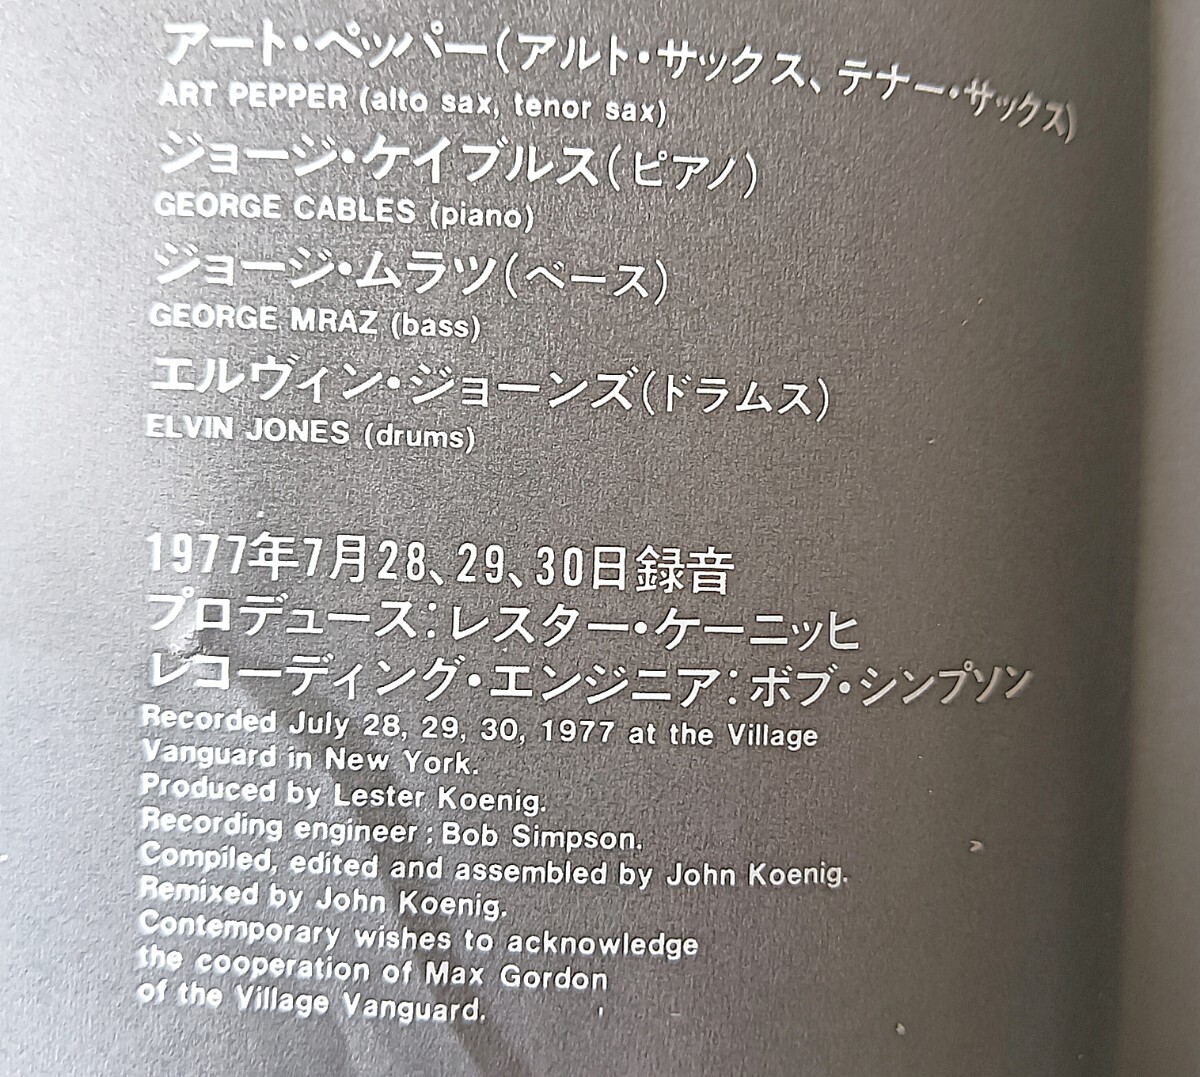 アート・ペッパー(アルト・サックス、テナー・サックス)
ART PEPPER (alto sax, tenor sax)
ジョージ・ケイブルス(ピアノ)
GEORGE CABLES (piano)
ジョージ・ムラツ(ベース)
GEORGE MRAZ (bass)
エルヴィン・ジョーンズ(ドラムス)
ELVIN JONES (drums)
1977年7月28、29、30日録音
プロデュース：レスター・ケーニッヒ
レコーディング・エンジニア：ボブ・シンプソン
Recorded July 28, 29, 30, 1977 at the Village
Vanguard in New York.
Produced by Lester Koenig.
Recording engineer : Bob Simpson.
Compiled, edited and assembled by John Koenig.
Remixed by John Koenig.
Contemporary wishes to acknowledge
the cooperation of Max Gordon
of the Village Vanguard.